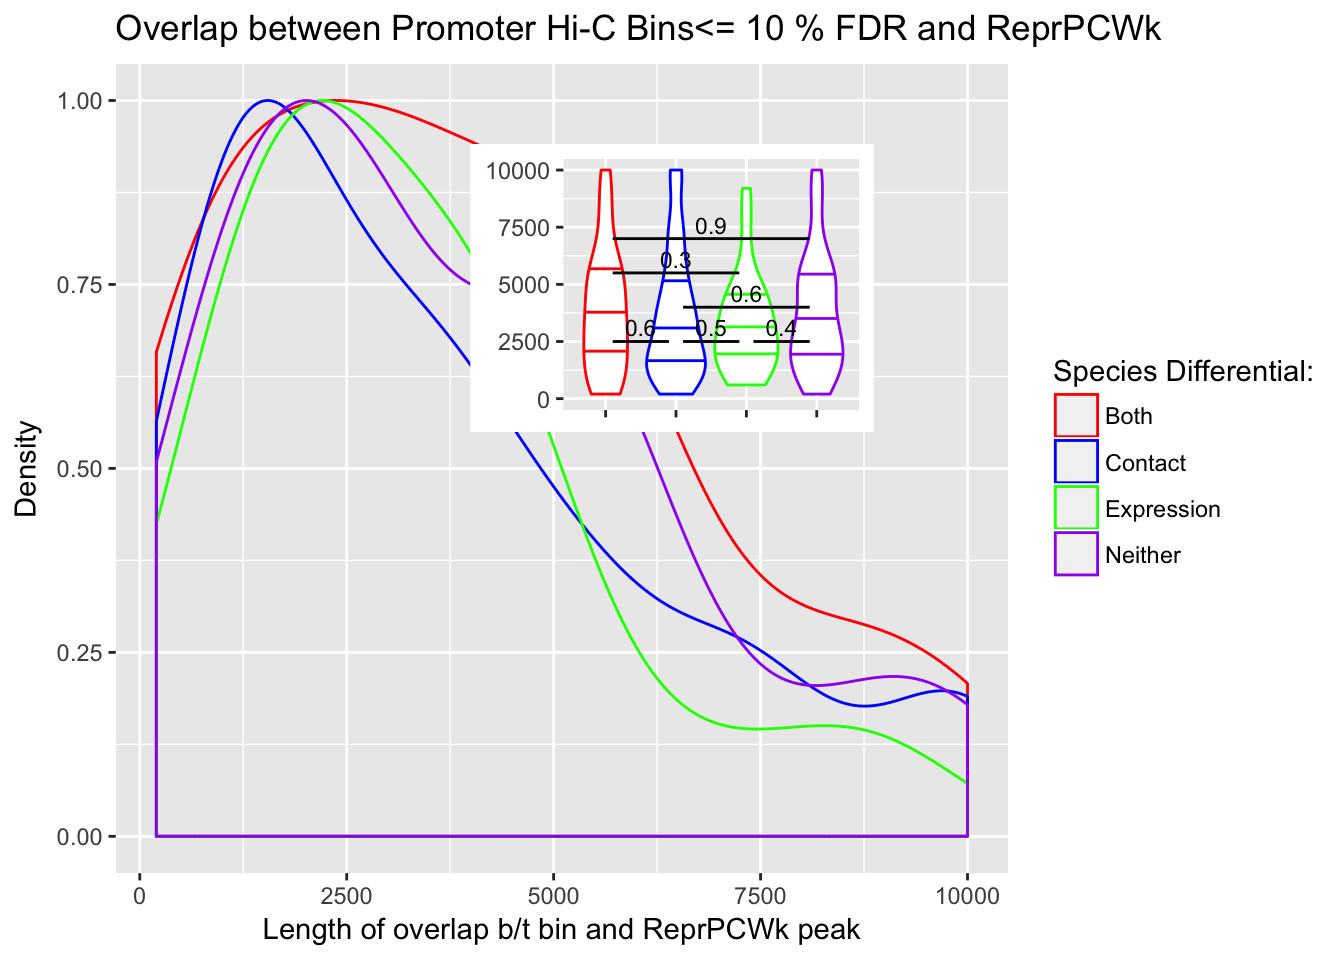 Overlap between Promoter Hi-C Bins<= 10 % FDR and ReprPCWk
Density
1.00
0.75
0.50
0.25
0.00
0
2500
5000
7500
10000
Length of overlap b/t bin and ReprPCWk peak
10000
7500
5000
2500
0
0.9
0.3
0.6
0.6
0.5
0.4
Species Differential:
Both
Contact
Expression
Neither